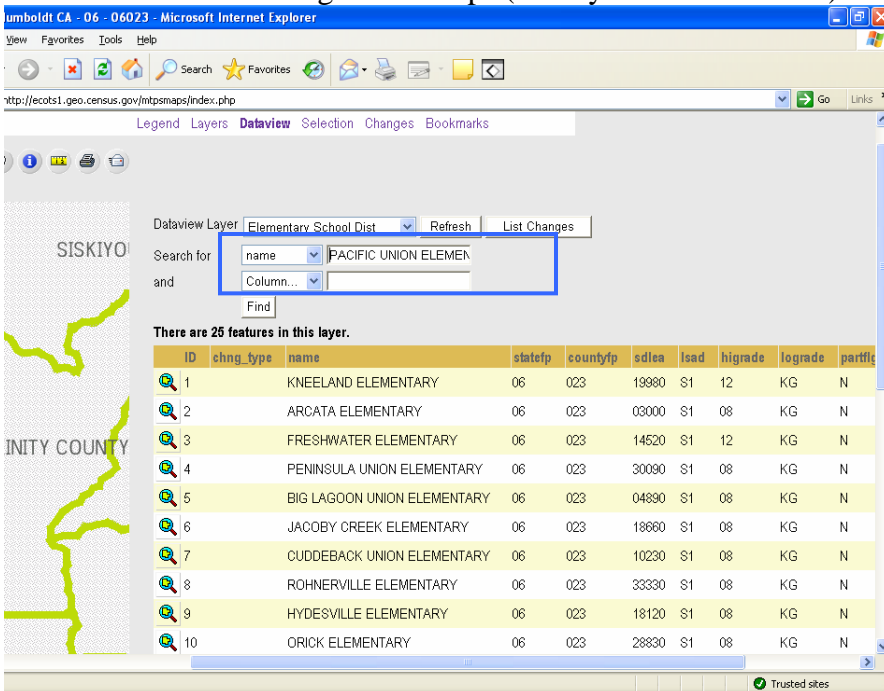 umboldt CA - 06 - 06023 - Microsoft Internet Explorer
View Favorites Tools Help
Search Favorites
http://ecots1.geo.census.gov/mtpsmaps/index.php Go Links
Legend Layers Dataview Selection Changes Bookmarks
Dataview Layer Elementary School Dist Refresh List Changes
SISKIYO
Search for name PACIFIC UNION ELEMEN
and Column...
Find
There are 25 features in this layer.
ID chng_type name statefp countyfp sdlea lsad higrade lograde partflg
1 KNEELAND ELEMENTARY 06 023 19980 S1 12 KG N
2 ARCATA ELEMENTARY 06 023 03000 S1 08 KG N
INITY COUNTY
3 FRESHWATER ELEMENTARY 06 023 14520 S1 12 KG N
4 PENINSULA UNION ELEMENTARY 06 023 30090 S1 08 KG N
5 BIG LAGOON UNION ELEMENTARY 06 023 04890 S1 08 KG N
6 JACOBY CREEK ELEMENTARY 06 023 18660 S1 08 KG N
7 CUDDEBACK UNION ELEMENTARY 06 023 10230 S1 08 KG N
8 ROHNERVILLE ELEMENTARY 06 023 33330 S1 08 KG N
9 HYDESVILLE ELEMENTARY 06 023 18120 S1 08 KG N
10 ORICK ELEMENTARY 06 023 28830 S1 08 KG N
Trusted sites